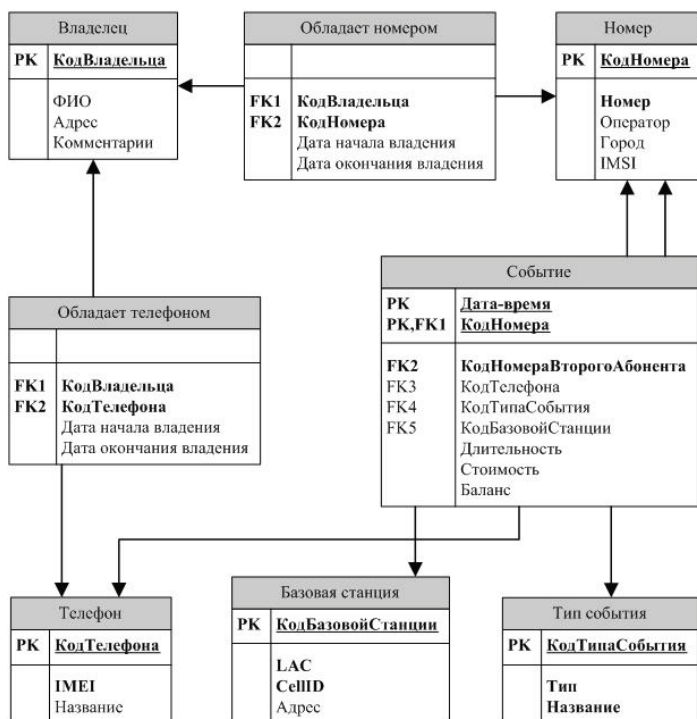 Владелец
PK КодВладельца
ФИО
Адрес
Комментарии
Обладает номером
FK1 КодВладельца
FK2 КодНомера
Дата начала владения
Дата окончания владения
Номер
PK КодНомера
Номер
Оператор
Город
IMSI
Обладает телефоном
FK1 КодВладельца
FK2 КодТелефона
Дата начала владения
Дата окончания владения
Событие
PK Дата-время
PK,FK1 КодНомера
FK2 КодНомераВторогоАбонента
FK3 КодТелефона
FK4 КодТипаСобытия
FK5 КодБазовойСтанции
Длительность
Стоимость
Баланс
Телефон
PK КодТелефона
IMEI
Название
Базовая станция
PK КодБазовойСтанции
LAC
CellID
Адрес
Тип события
PK КодТипаСобытия
Тип
Название